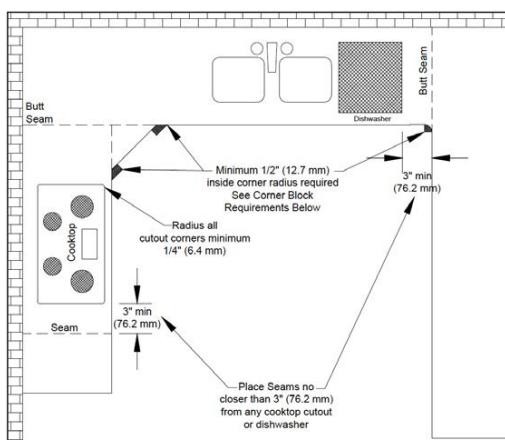 Butt Seam
Dishwasher
Butt
Seam
Minimum 1/2" (12.7 mm)
inside corner radius required
See Corner Block
Requirements Below
3" min
(76.2 mm)
Cooktop
Radius all
cutout corners minimum
1/4" (6.4 mm)
3" min
(76.2 mm)
Seam
Place Seams no
closer than 3" (76.2 mm)
from any cooktop cutout
or dishwasher